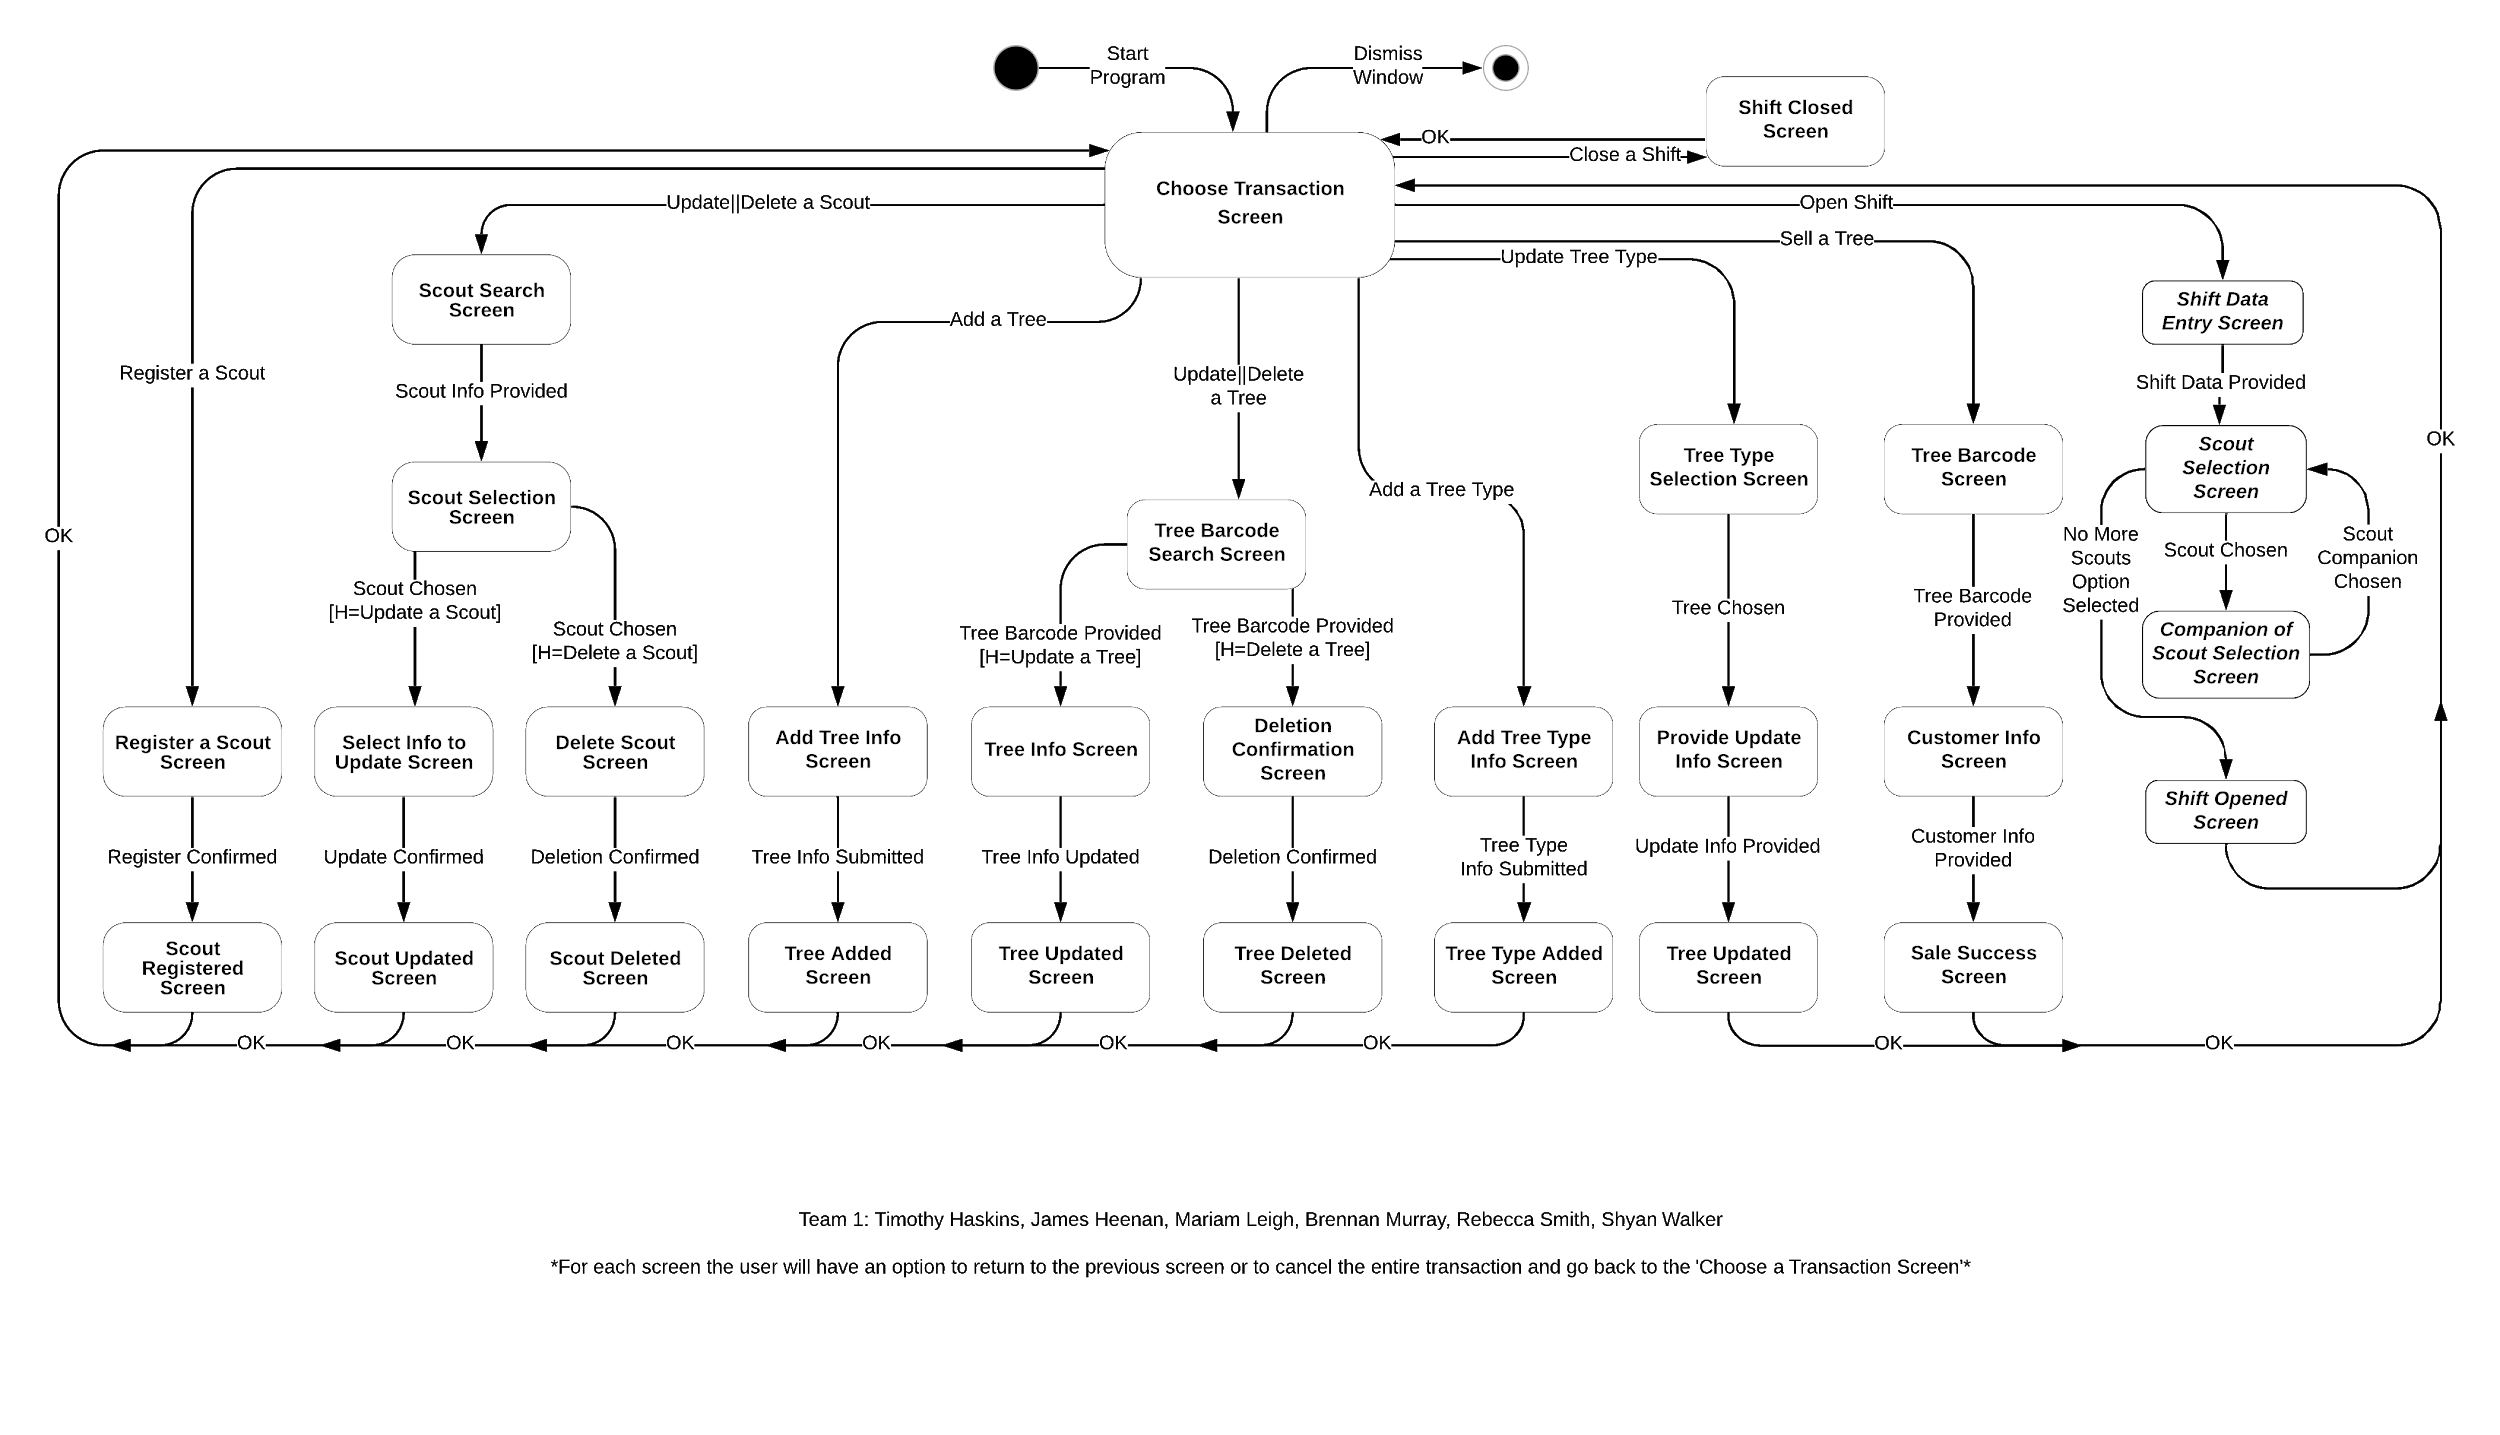 Start
Program
Dismiss
Window
Shift Closed
Screen
OK
Close a Shift
Choose Transaction
Screen
Update||Delete a Scout
Open Shift
Sell a Tree
Update Tree Type
Scout Search
Screen
Shift Data
Entry Screen
Add a Tree
Register a Scout
Scout Info Provided
Update||Delete
a Tree
Shift Data Provided
OK
Scout Selection
Screen
Add a Tree Type
Tree Type
Selection Screen
Tree Barcode
Screen
Scout
Selection
Screen
OK
Tree Barcode
Search Screen
No More
Scouts
Option
Selected
Scout Chosen
Scout
Companion
Chosen
Scout Chosen
[H=Update a Scout]
Scout Chosen
[H=Delete a Scout]
Tree Barcode Provided
[H=Update a Tree]
Tree Barcode Provided
[H=Delete a Tree]
Tree Chosen
Tree Barcode
Provided
Companion of
Scout Selection
Screen
Register a Scout
Screen
Select Info to
Update Screen
Delete Scout
Screen
Add Tree Info
Screen
Tree Info Screen
Deletion
Confirmation
Screen
Add Tree Type
Info Screen
Provide Update
Info Screen
Customer Info
Screen
Shift Opened
Screen
Register Confirmed
Update Confirmed
Deletion Confirmed
Tree Info Submitted
Tree Info Updated
Deletion Confirmed
Tree Type
Info Submitted
Update Info Provided
Customer Info
Provided
Scout
Registered
Screen
Scout Updated
Screen
Scout Deleted
Screen
Tree Added
Screen
Tree Updated
Screen
Tree Deleted
Screen
Tree Type Added
Screen
Tree Updated
Screen
Sale Success
Screen
OK
OK
OK
OK
OK
OK
OK
OK
Team 1: Timothy Haskins, James Heenan, Mariam Leigh, Brennan Murray, Rebecca Smith, Shyan Walker
*For each screen the user will have an option to return to the previous screen or to cancel the entire transaction and go back to the 'Choose a Transaction Screen'*